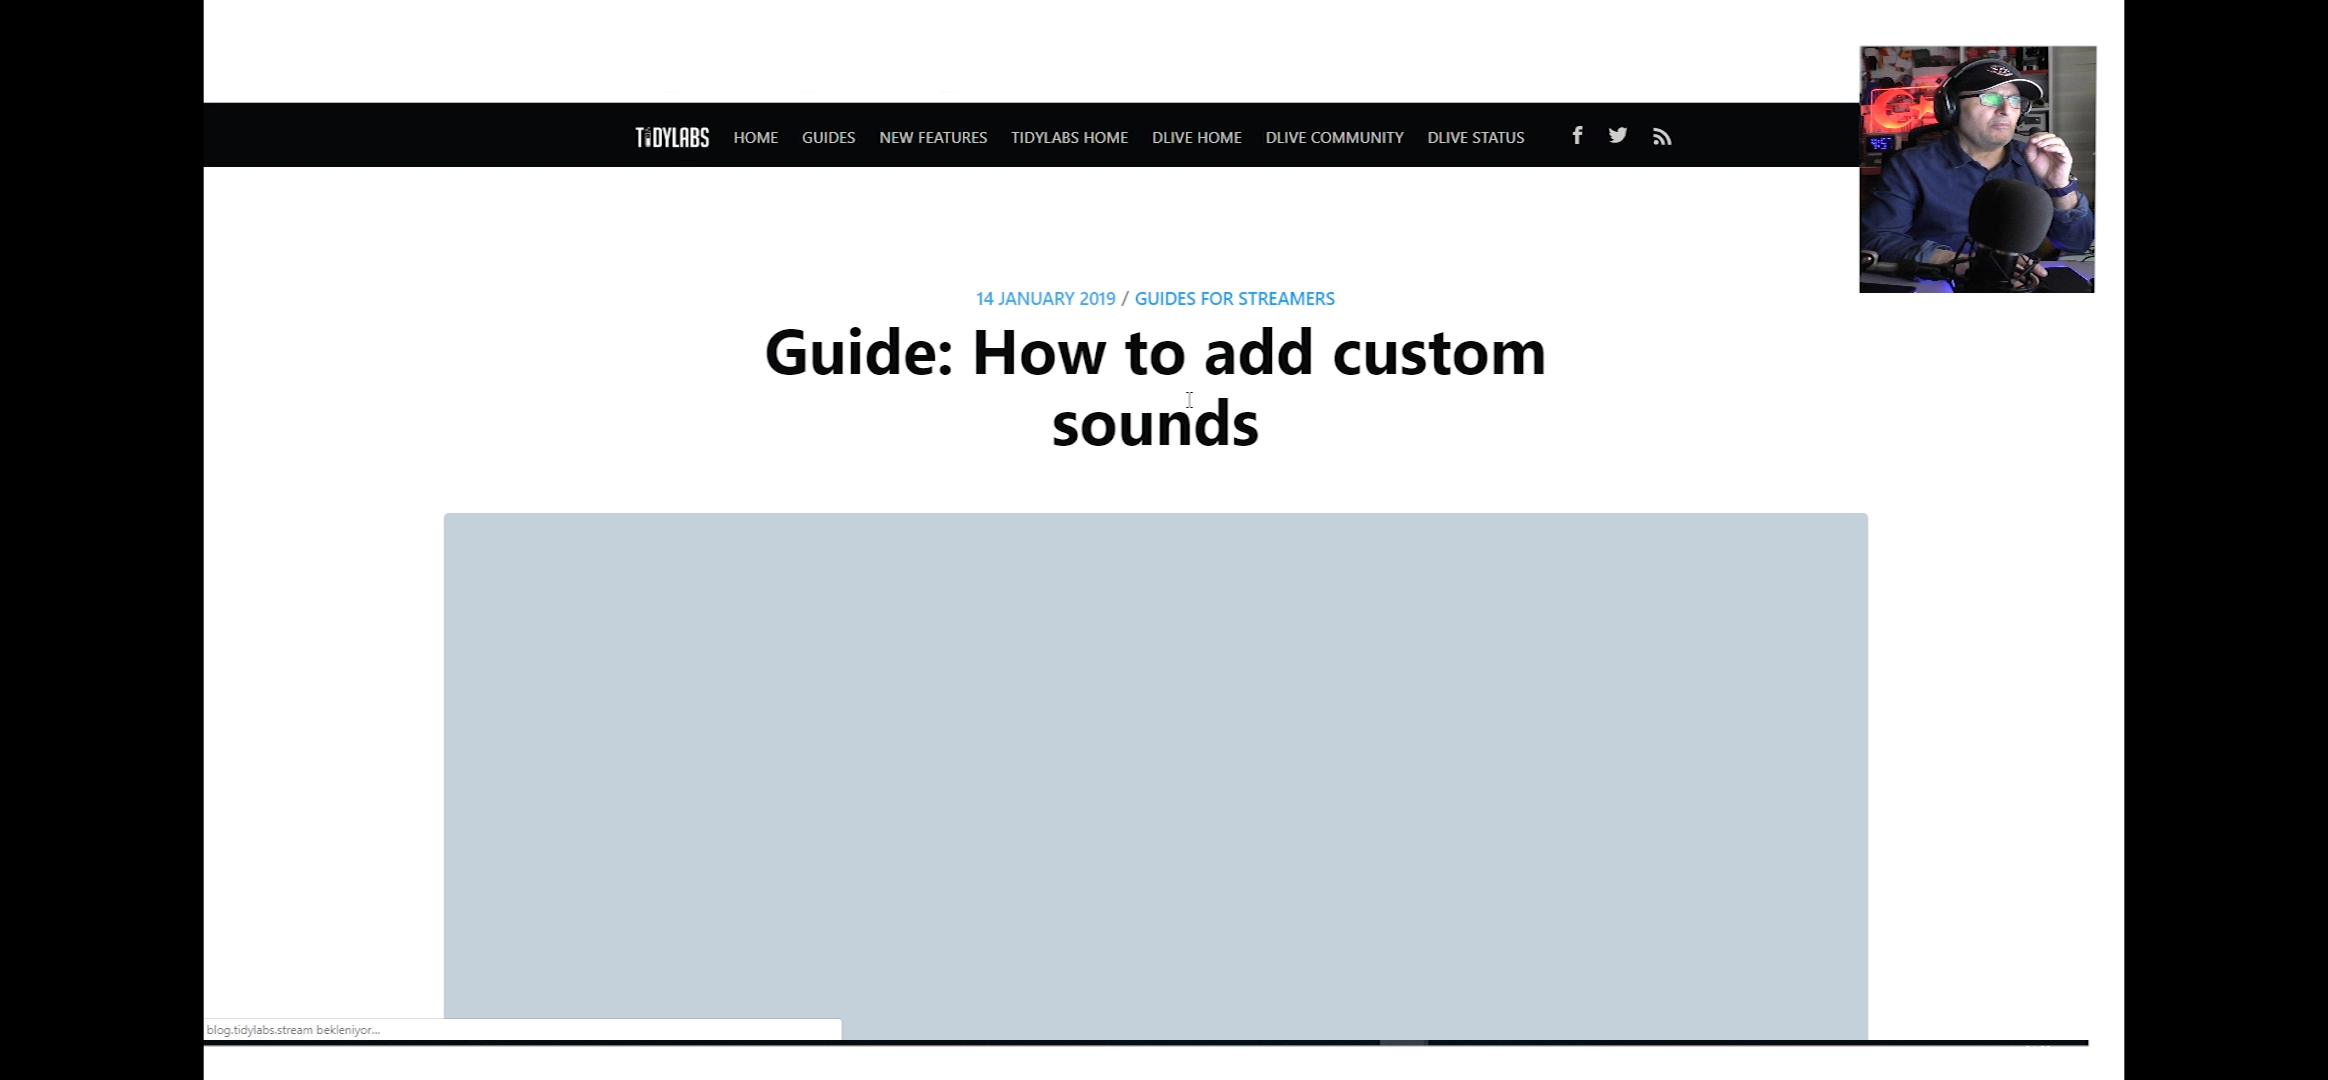 TIDYLABS HOME GUIDES NEW FEATURES TIDYLABS HOME DLIVE HOME DLIVE COMMUNITY DLIVE STATUS
14 JANUARY 2019 / GUIDES FOR STREAMERS
Guide: How to add custom
sounds
blog.tidylabs.stream bekleniyor...